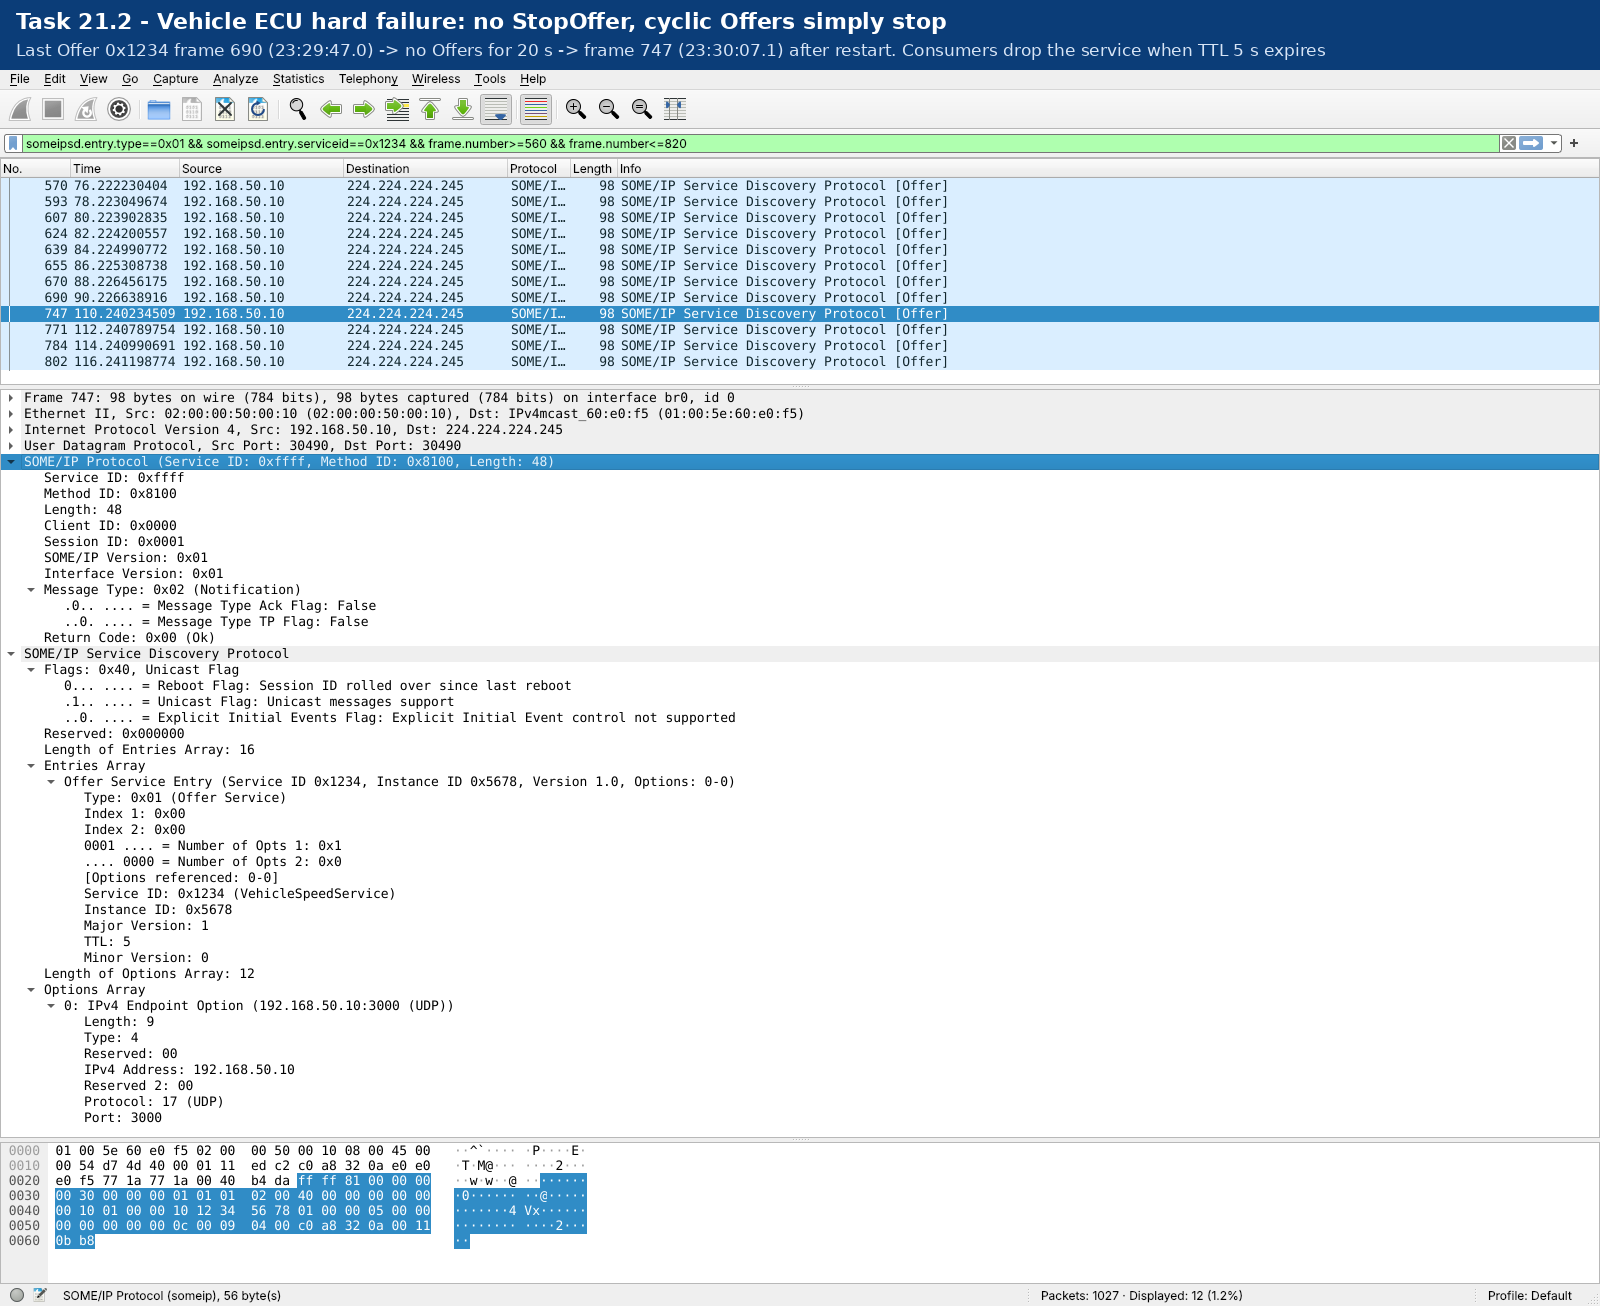 Task 21.2 - Vehicle ECU hard failure: no StopOffer, cyclic Offers simply stop
Last Offer 0x1234 frame 690 (23:29:47.0) -> no Offers for 20 s -> frame 747 (23:30:07.1) after restart. Consumers drop the service when TTL 5 s expires
File Edit View Go Capture Analyze Statistics Telephony Wireless Tools Help
someipsd.entry.type==0x01 && someipsd.entry.serviceid==0x1234 && frame.number>=560 && frame.number<=820
No. Time Source Destination Protocol Length Info
570 76.222230404 192.168.50.10 224.224.224.245 SOME/I… 98 SOME/IP Service Discovery Protocol [Offer]
593 78.223049674 192.168.50.10 224.224.224.245 SOME/I… 98 SOME/IP Service Discovery Protocol [Offer]
607 80.223902835 192.168.50.10 224.224.224.245 SOME/I… 98 SOME/IP Service Discovery Protocol [Offer]
624 82.224200557 192.168.50.10 224.224.224.245 SOME/I… 98 SOME/IP Service Discovery Protocol [Offer]
639 84.224990772 192.168.50.10 224.224.224.245 SOME/I… 98 SOME/IP Service Discovery Protocol [Offer]
655 86.225308738 192.168.50.10 224.224.224.245 SOME/I… 98 SOME/IP Service Discovery Protocol [Offer]
670 88.226456175 192.168.50.10 224.224.224.245 SOME/I… 98 SOME/IP Service Discovery Protocol [Offer]
690 90.226638916 192.168.50.10 224.224.224.245 SOME/I… 98 SOME/IP Service Discovery Protocol [Offer]
747 110.240234509 192.168.50.10 224.224.224.245 SOME/I… 98 SOME/IP Service Discovery Protocol [Offer]
771 112.240789754 192.168.50.10 224.224.224.245 SOME/I… 98 SOME/IP Service Discovery Protocol [Offer]
784 114.240990691 192.168.50.10 224.224.224.245 SOME/I… 98 SOME/IP Service Discovery Protocol [Offer]
802 116.241198774 192.168.50.10 224.224.224.245 SOME/I… 98 SOME/IP Service Discovery Protocol [Offer]
Frame 747: 98 bytes on wire (784 bits), 98 bytes captured (784 bits) on interface br0, id 0
Ethernet II, Src: 02:00:00:50:00:10 (02:00:00:50:00:10), Dst: IPv4mcast_60:e0:f5 (01:00:5e:60:e0:f5)
Internet Protocol Version 4, Src: 192.168.50.10, Dst: 224.224.224.245
User Datagram Protocol, Src Port: 30490, Dst Port: 30490
SOME/IP Protocol (Service ID: 0xffff, Method ID: 0x8100, Length: 48)
Service ID: 0xffff
Method ID: 0x8100
Length: 48
Client ID: 0x0000
Session ID: 0x0001
SOME/IP Version: 0x01
Interface Version: 0x01
Message Type: 0x02 (Notification)
.0.. .... = Message Type Ack Flag: False
..0. .... = Message Type TP Flag: False
Return Code: 0x00 (Ok)
SOME/IP Service Discovery Protocol
Flags: 0x40, Unicast Flag
0... .... = Reboot Flag: Session ID rolled over since last reboot
.1.. .... = Unicast Flag: Unicast messages support
..0. .... = Explicit Initial Events Flag: Explicit Initial Event control not supported
Reserved: 0x000000
Length of Entries Array: 16
Entries Array
Offer Service Entry (Service ID 0x1234, Instance ID 0x5678, Version 1.0, Options: 0-0)
Type: 0x01 (Offer Service)
Index 1: 0x00
Index 2: 0x00
0001 .... = Number of Opts 1: 0x1
.... 0000 = Number of Opts 2: 0x0
[Options referenced: 0-0]
Service ID: 0x1234 (VehicleSpeedService)
Instance ID: 0x5678
Major Version: 1
TTL: 5
Minor Version: 0
Length of Options Array: 12
Options Array
0: IPv4 Endpoint Option (192.168.50.10:3000 (UDP))
Length: 9
Type: 4
Reserved: 00
IPv4 Address: 192.168.50.10
Reserved 2: 00
Protocol: 17 (UDP)
Port: 3000
0000 01 00 5e 60 e0 f5 02 00 00 50 00 10 08 00 45 00 ··^`···· ·P····E·
0010 00 54 d7 4d 40 00 01 11 ed c2 c0 a8 32 0a e0 e0 ·T·M@··· ····2···
0020 e0 f5 77 1a 77 1a 00 40 b4 da ff ff 81 00 00 00 ··w·w··@ ········
0030 00 30 00 00 00 01 01 01 02 00 40 00 00 00 00 00 ·0······ ··@·····
0040 00 10 01 00 00 10 12 34 56 78 01 00 00 05 00 00 ·······4 Vx······
0050 00 00 00 00 00 0c 00 09 04 00 c0 a8 32 0a 00 11 ········ ····2···
0060 0b b8 ··
SOME/IP Protocol (someip), 56 byte(s) Packets: 1027 · Displayed: 12 (1.2%) Profile: Default